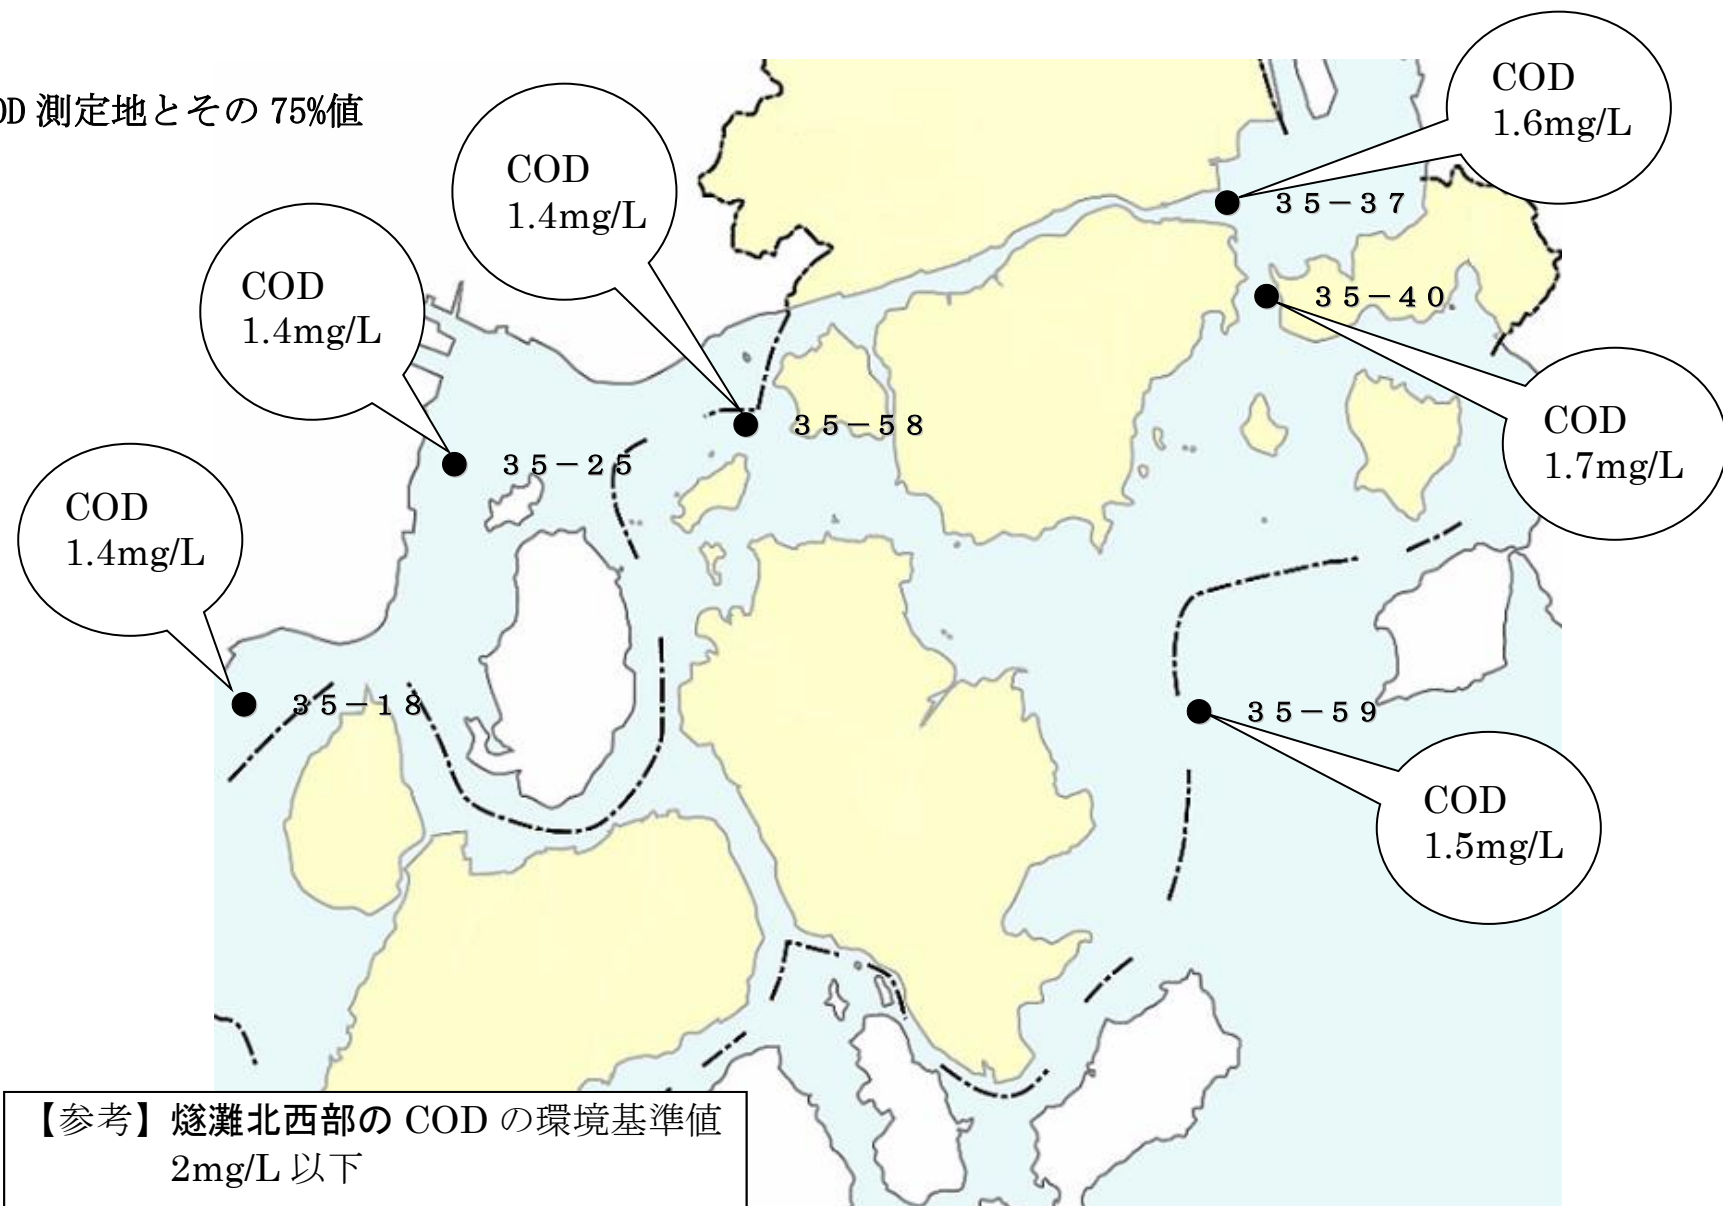 OD 測定地とその 75%値
COD
1.6mg/L
COD
1.4mg/L
35-37
COD
1.4mg/L
35-40
COD
1.7mg/L
35-58
35-25
COD
1.4mg/L
35-18
35-59
COD
1.5mg/L
【参考】燧灘北西部の COD の環境基準値
2mg/L 以下